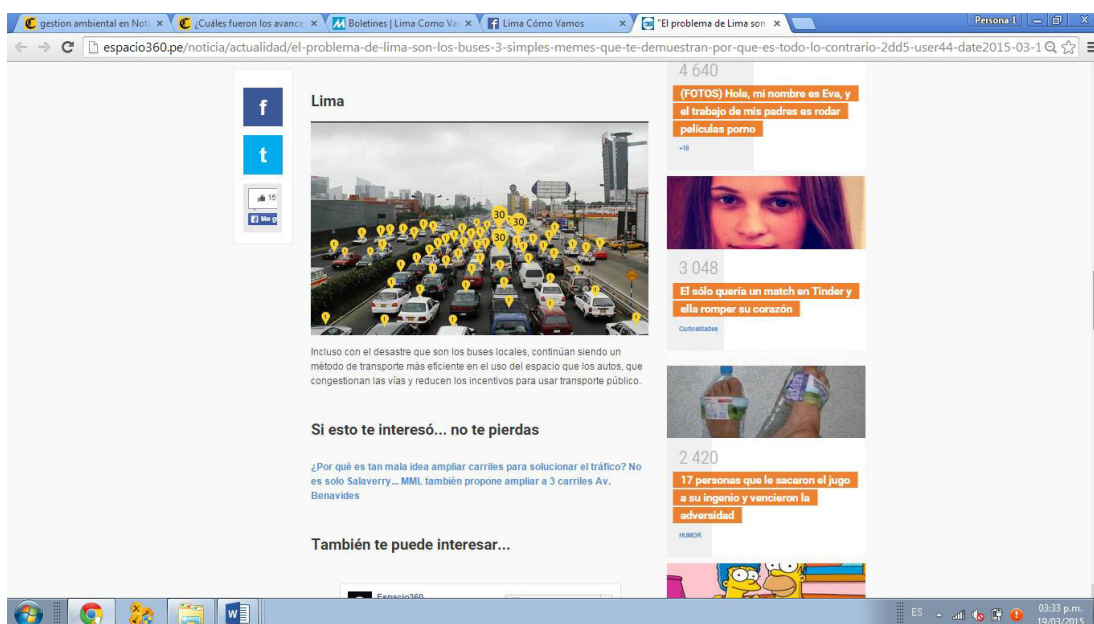 gestion ambiental en Noti
¿Cuáles fueron los avance
Boletines | Lima Como Va
Lima Cómo Vamos
"El problema de Lima son
Persona 1
espacio360.pe/noticia/actualidad/el-problema-de-lima-son-los-buses-3-simples-memes-que-te-demuestran-por-que-es-todo-lo-contrario-2dd5-user44-date2015-03-1
f
t
15
Me g
Lima
30
30
30
Incluso con el desastre que son los buses locales, continúan siendo un
método de transporte más eficiente en el uso del espacio que los autos, que
congestionan las vías y reducen los incentivos para usar transporte público.
Si esto te interesó... no te pierdas
¿Por qué es tan mala idea ampliar carriles para solucionar el tráfico? No
es solo Salaverry... MML también propone ampliar a 3 carriles Av.
Benavides
También te puede interesar...
Espacio360
4 640
(FOTOS) Hola, mi nombre es Eva, y
el trabajo de mis padres es rodar
películas porno
+18
3 048
El sólo quería un match en Tinder y
ella romper su corazón
Curiosidades
2 420
17 personas que le sacaron el jugo
a su ingenio y vencieron la
adversidad
HUMOR
ES
03:33 p.m.
19/03/2015